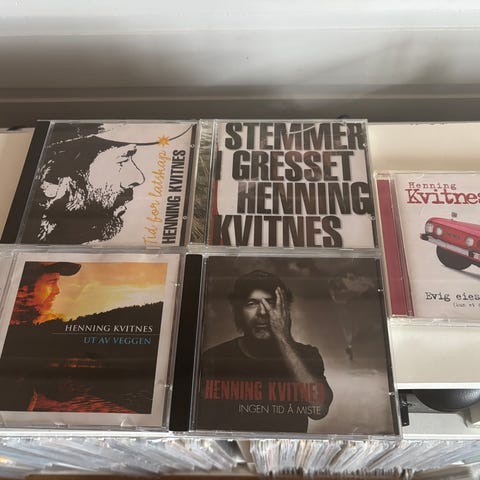 Tid for latskap
HENNING KVITNES
STEMMER
I GRESSET
HENNING
KVITNES
Henning
Kvitnes
Evig eies
HENNING KVITNES
UT AV VEGGEN
HENNING KVITNES
INGEN TID Å MISTE